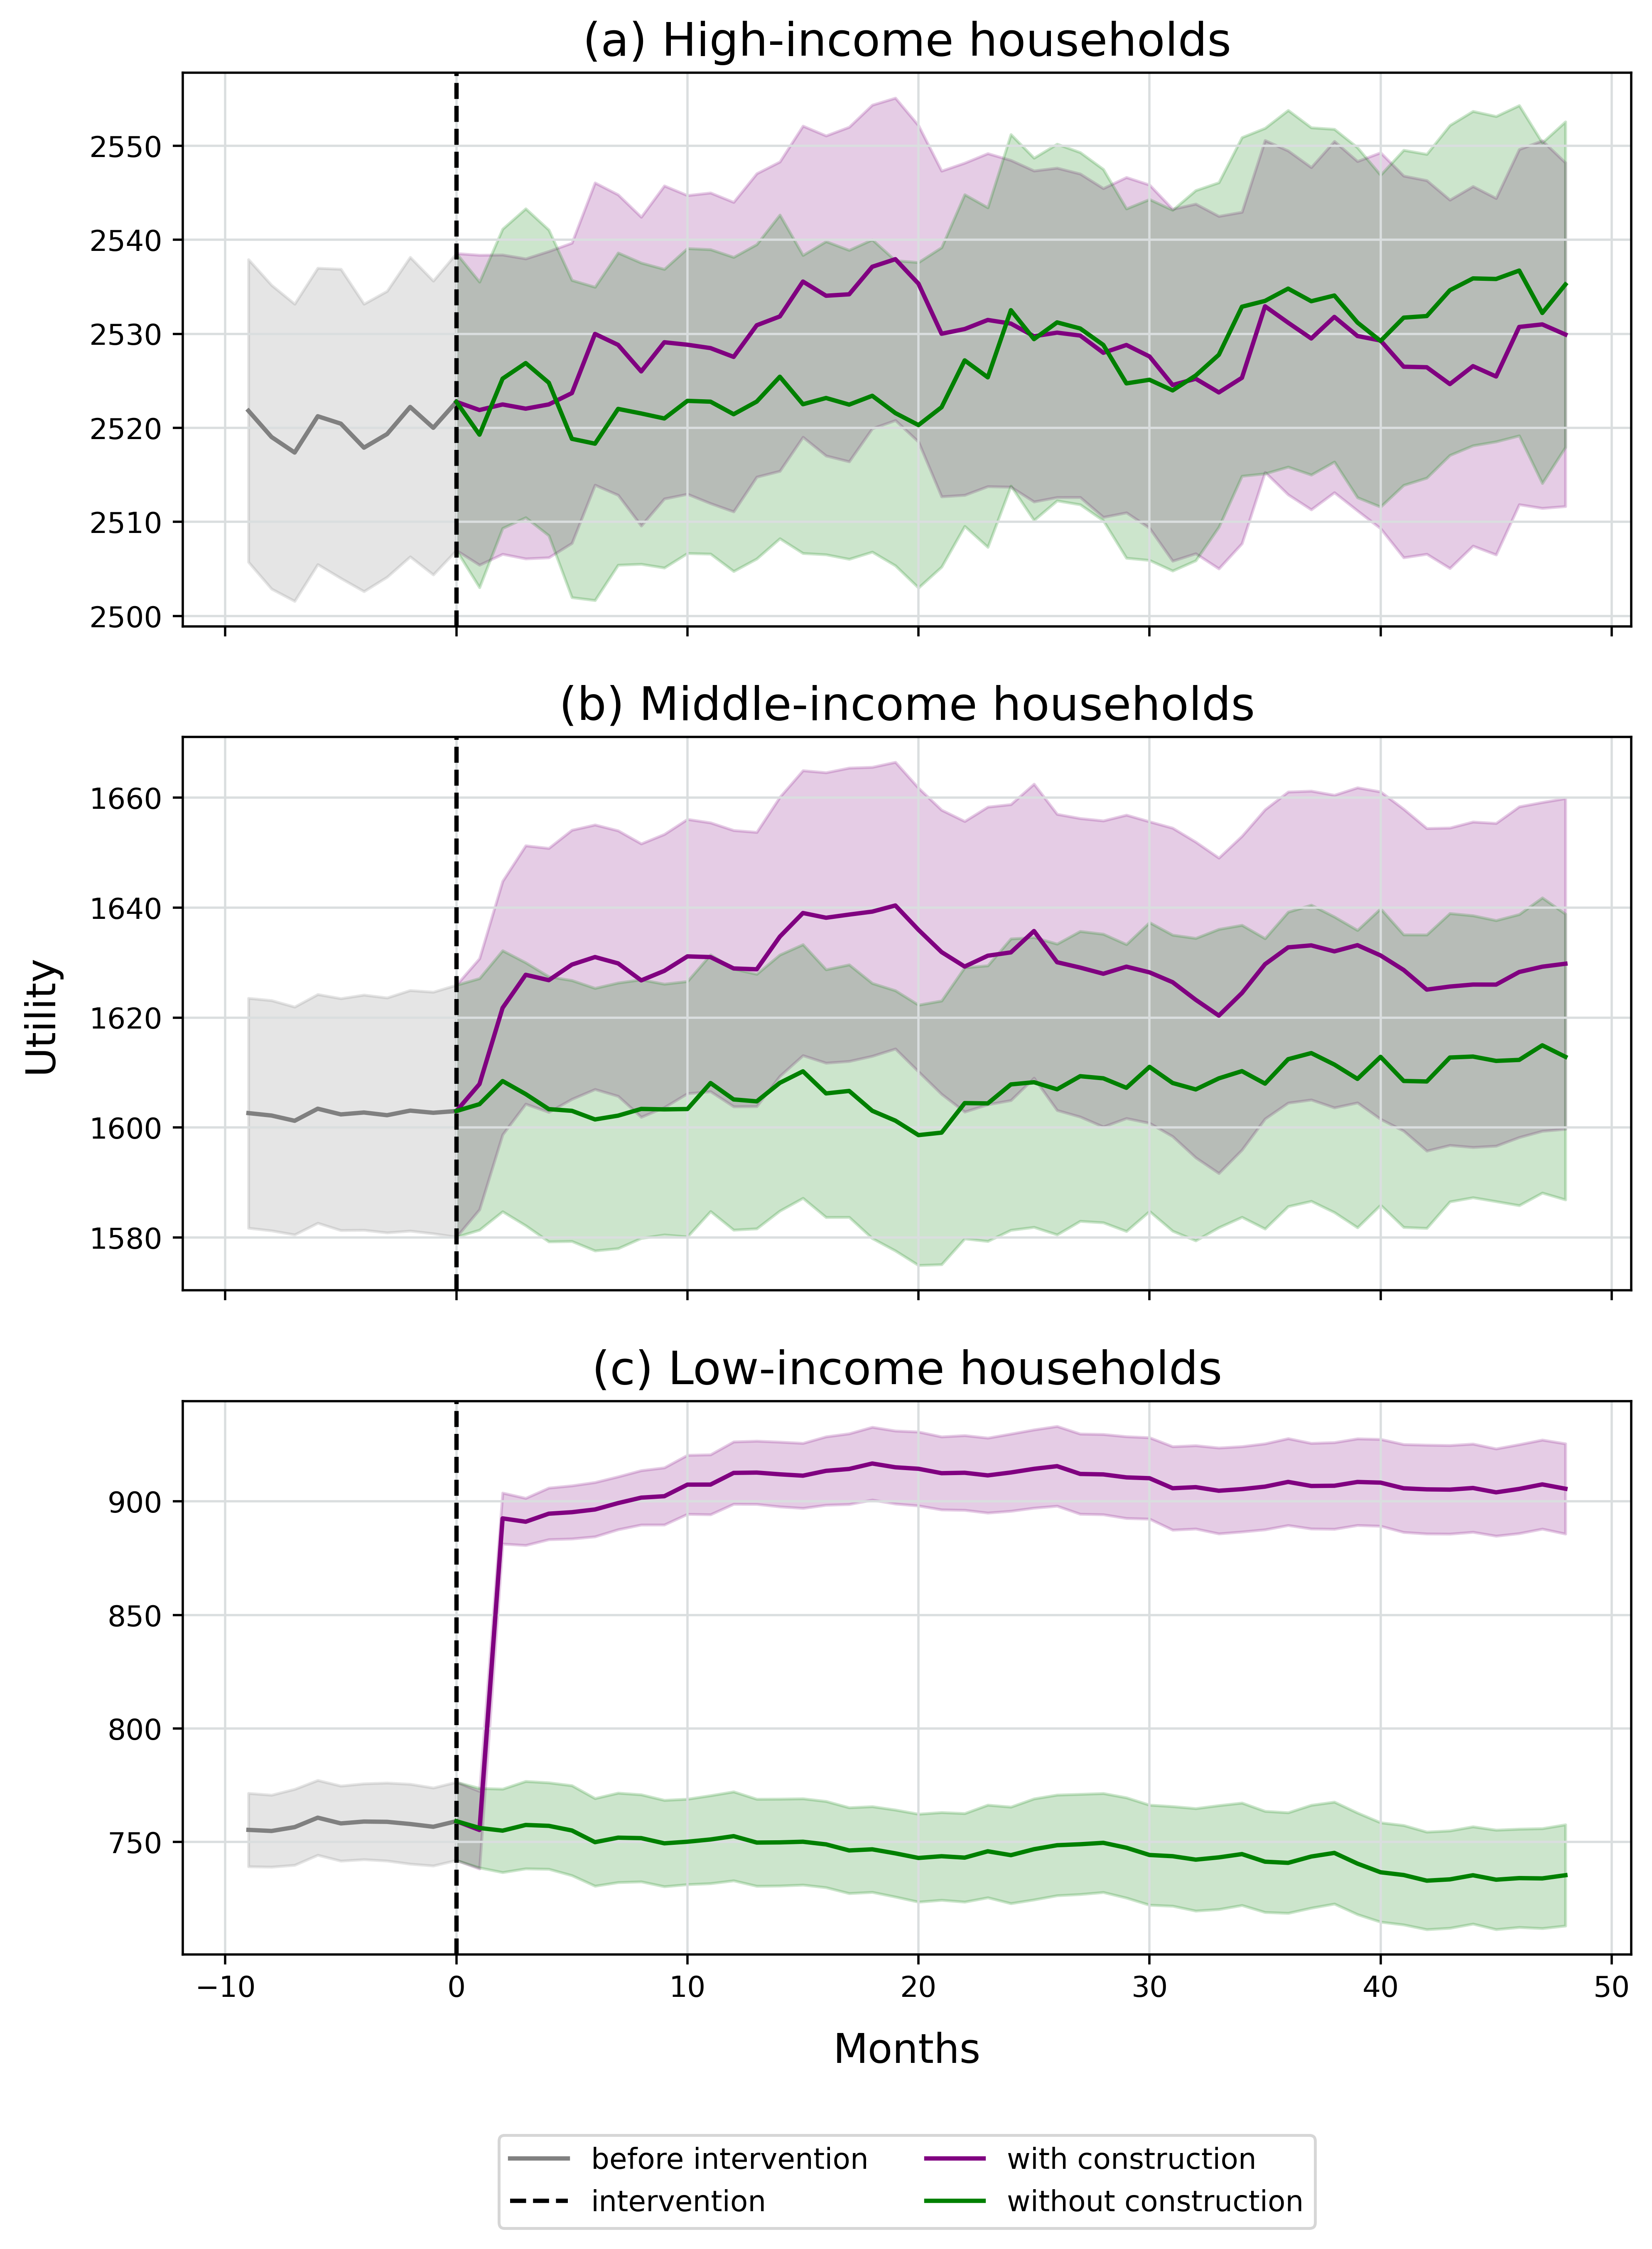 (a) High-income households
2550
2540
2530
2520
2510
2500
(b) Middle-income households
1660
1640
1620
1600
1580
Utility
(c) Low-income households
900
850
800
750
−10 0 10 20 30 40 50
Months
before intervention with construction
intervention without construction